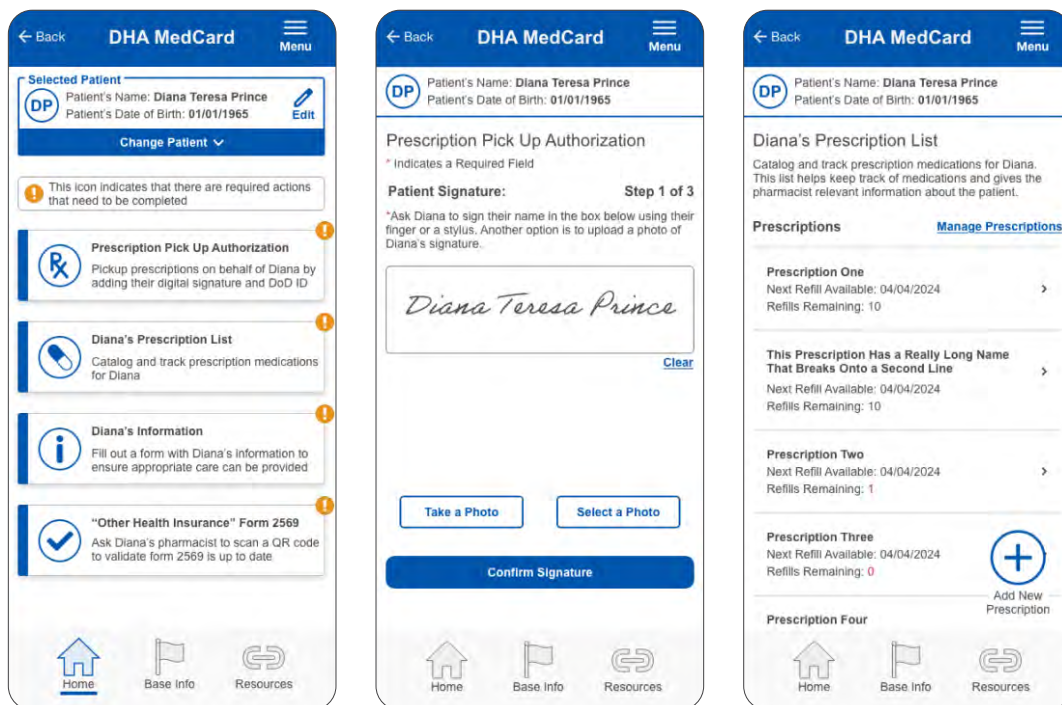 Back
DHA MedCard
Menu
Selected Patient
DP
Patient's Name: Diana Teresa Prince
Patient's Date of Birth: 01/01/1965
Edit
Change Patient
This icon indicates that there are required actions
that need to be completed
Prescription Pick Up Authorization
Pickup prescriptions on behalf of Diana by
adding their digital signature and DoD ID
Diana's Prescription List
Catalog and track prescription medications
for Diana
Diana's Information
Fill out a form with Diana's information to
ensure appropriate care can be provided
"Other Health Insurance" Form 2569
Ask Diana's pharmacist to scan a QR code
to validate form 2569 is up to date
Home
Base Info
Resources
Back
DHA MedCard
Menu
DP
Patient's Name: Diana Teresa Prince
Patient's Date of Birth: 01/01/1965
Prescription Pick Up Authorization
* Indicates a Required Field
Patient Signature:
Step 1 of 3
*Ask Diana to sign their name in the box below using their
finger or a stylus. Another option is to upload a photo of
Diana's signature.
Diana Teresa Prince
Clear
Take a Photo
Select a Photo
Confirm Signature
Home
Base Info
Resources
Back
DHA MedCard
Menu
DP
Patient's Name: Diana Teresa Prince
Patient's Date of Birth: 01/01/1965
Diana's Prescription List
Catalog and track prescription medications for Diana.
This list helps keep track of medications and gives the
pharmacist relevant information about the patient.
Prescriptions
Manage Prescriptions
Prescription One
Next Refill Available: 04/04/2024
Refills Remaining: 10
This Prescription Has a Really Long Name
That Breaks Onto a Second Line
Next Refill Available: 04/04/2024
Refills Remaining: 10
Prescription Two
Next Refill Available: 04/04/2024
Refills Remaining: 1
Prescription Three
Next Refill Available: 04/04/2024
Refills Remaining: 0
Add New
Prescription
Prescription Four
Home
Base Info
Resources